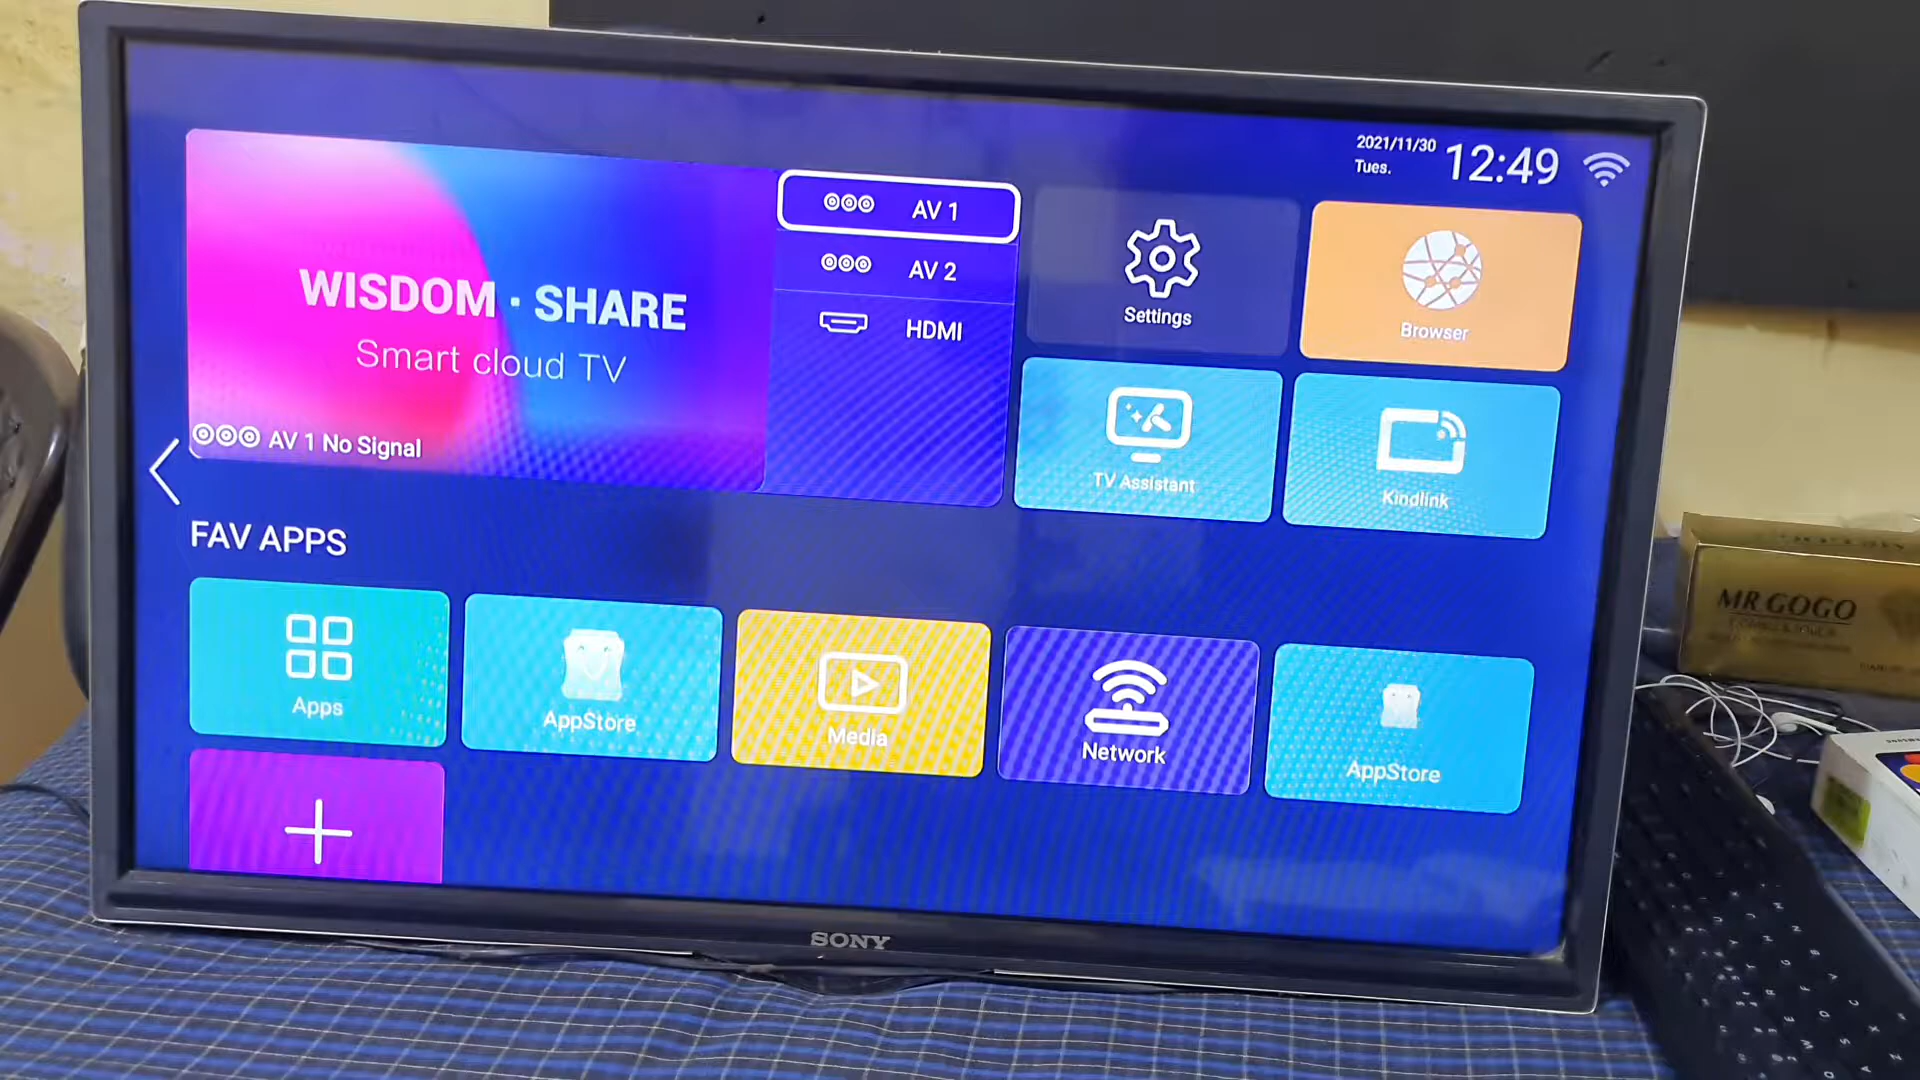 2021/11/30
Tues.
12:49
WISDOM · SHARE
Smart cloud TV
AV 1 No Signal
AV 1
AV 2
HDMI
Settings
Browser
TV Assistant
Kindlink
FAV APPS
Apps
AppStore
Media
Network
AppStore
SONY
MR GOGO